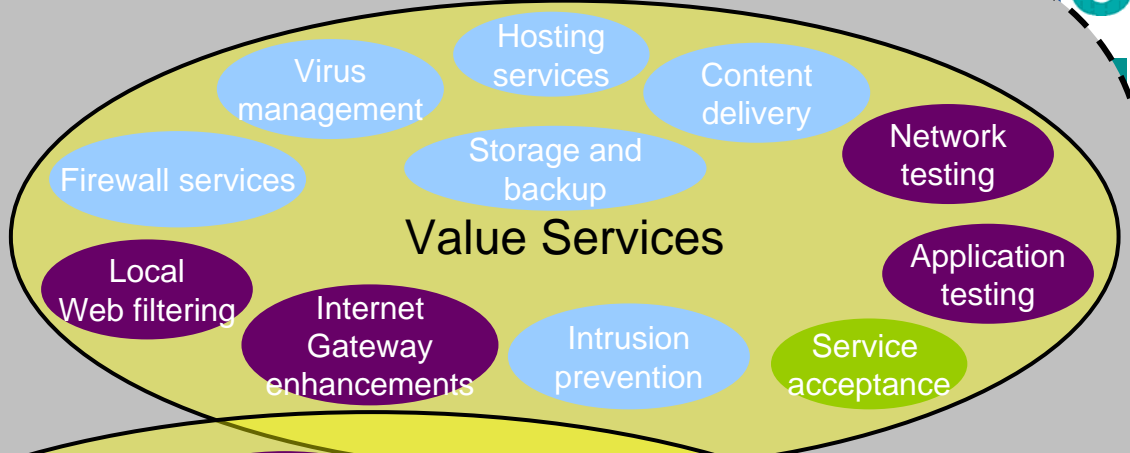 Hosting
services
Virus
management
Content
delivery
Network
testing
Storage and
backup
Firewall services
Value Services
Application
testing
Local
Web filtering
Internet
Gateway
enhancements
Intrusion
prevention
Service
acceptance